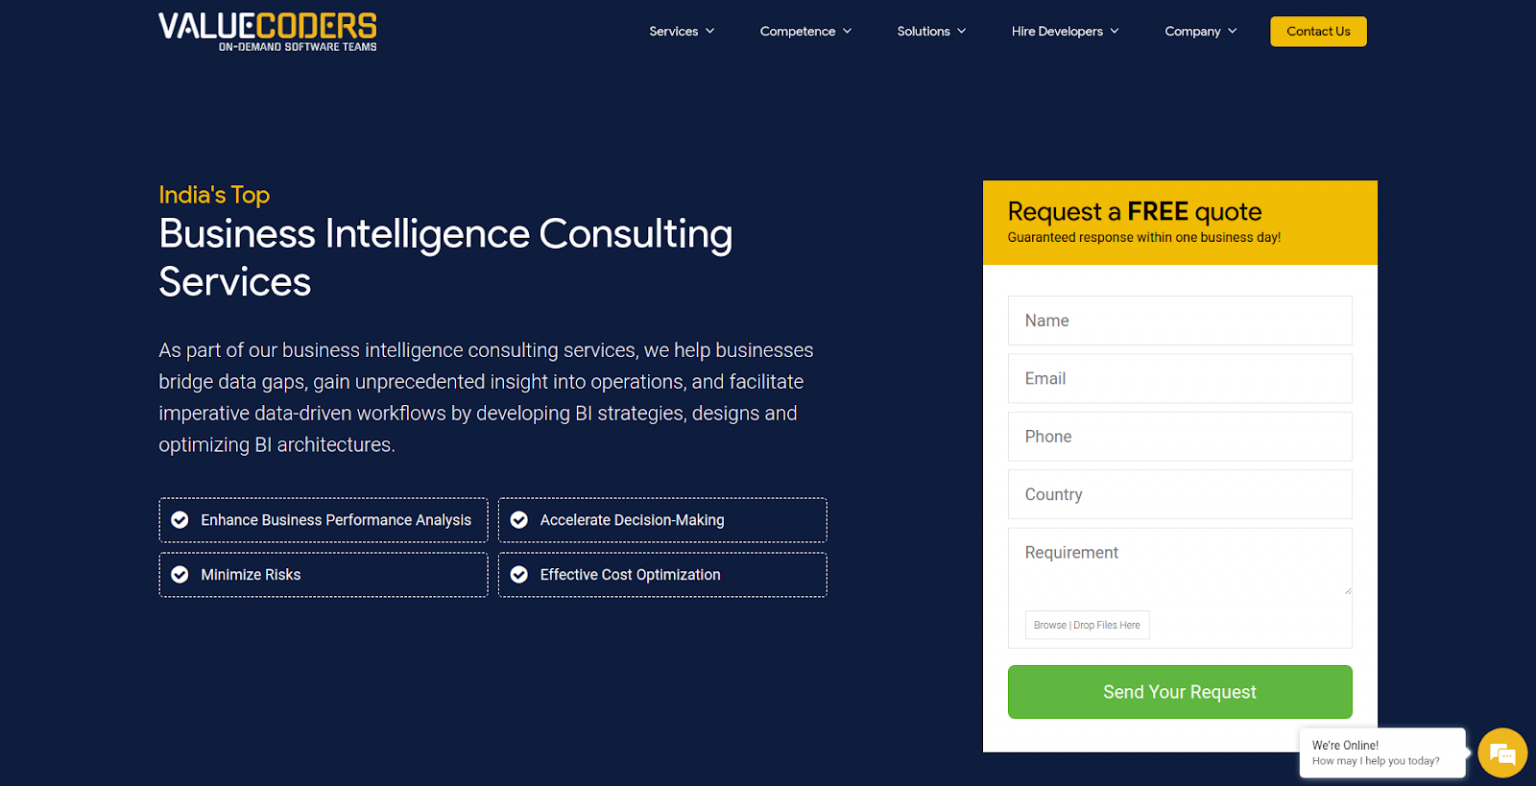 VALUECODERS
ON-DEMAND SOFTWARE TEAMS
Services
Competence
Solutions
Hire Developers
Company
Contact Us
India's Top
Business Intelligence Consulting
Services
As part of our business intelligence consulting services, we help businesses
bridge data gaps, gain unprecedented insight into operations, and facilitate
imperative data-driven workflows by developing BI strategies, designs and
optimizing BI architectures.
Enhance Business Performance Analysis
Accelerate Decision-Making
Minimize Risks
Effective Cost Optimization
Request a FREE quote
Guaranteed response within one business day!
Name
Email
Phone
Country
Requirement
Browse | Drop Files Here
Send Your Request
We're Online!
How may I help you today?